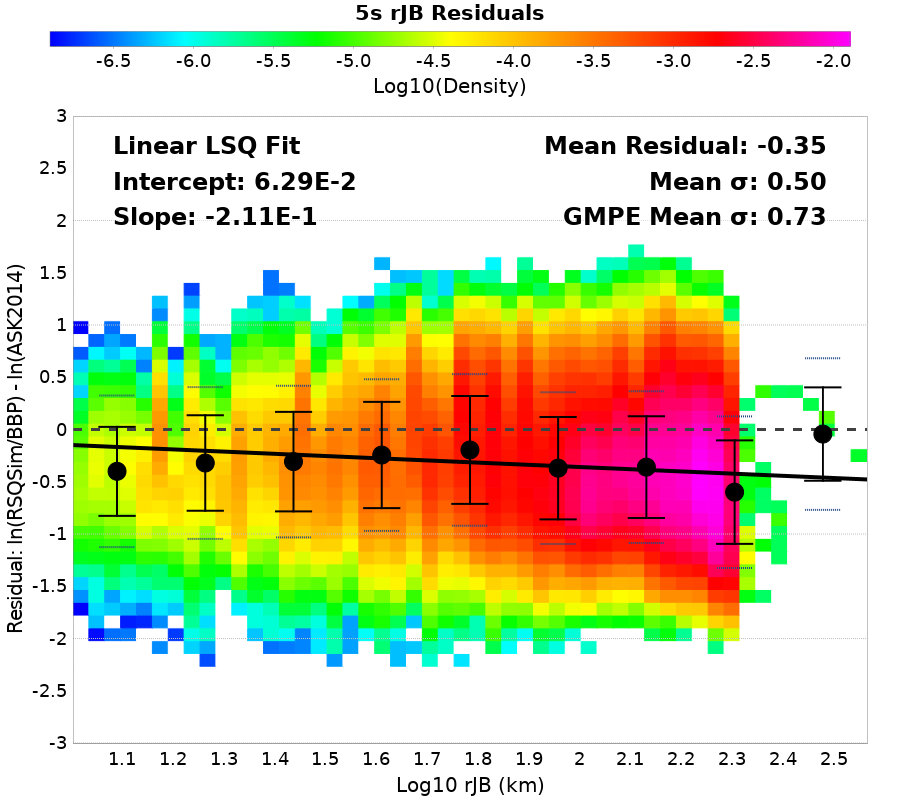 5s rJB Residuals
-6.5 -6.0 -5.5 -5.0 -4.5 -4.0 -3.5 -3.0 -2.5 -2.0
Log10(Density)
Linear LSQ Fit
Intercept: 6.29E-2
Slope: -2.11E-1
Mean Residual: -0.35
Mean σ: 0.50
GMPE Mean σ: 0.73
Residual: ln(RSQSim/BBP) - ln(ASK2014)
3
2.5
2
1.5
1
0.5
0
-0.5
-1
-1.5
-2
-2.5
-3
1.1 1.2 1.3 1.4 1.5 1.6 1.7 1.8 1.9 2 2.1 2.2 2.3 2.4 2.5
Log10 rJB (km)